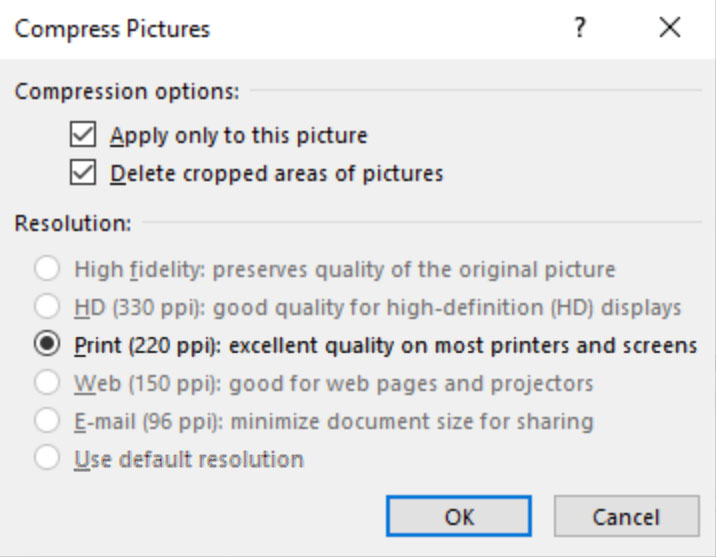 Compress Pictures ? ×
Compression options:
Apply only to this picture
Delete cropped areas of pictures
Resolution:
High fidelity: preserves quality of the original picture
HD (330 ppi): good quality for high-definition (HD) displays
Print (220 ppi): excellent quality on most printers and screens
Web (150 ppi): good for web pages and projectors
E-mail (96 ppi): minimize document size for sharing
Use default resolution
OK Cancel